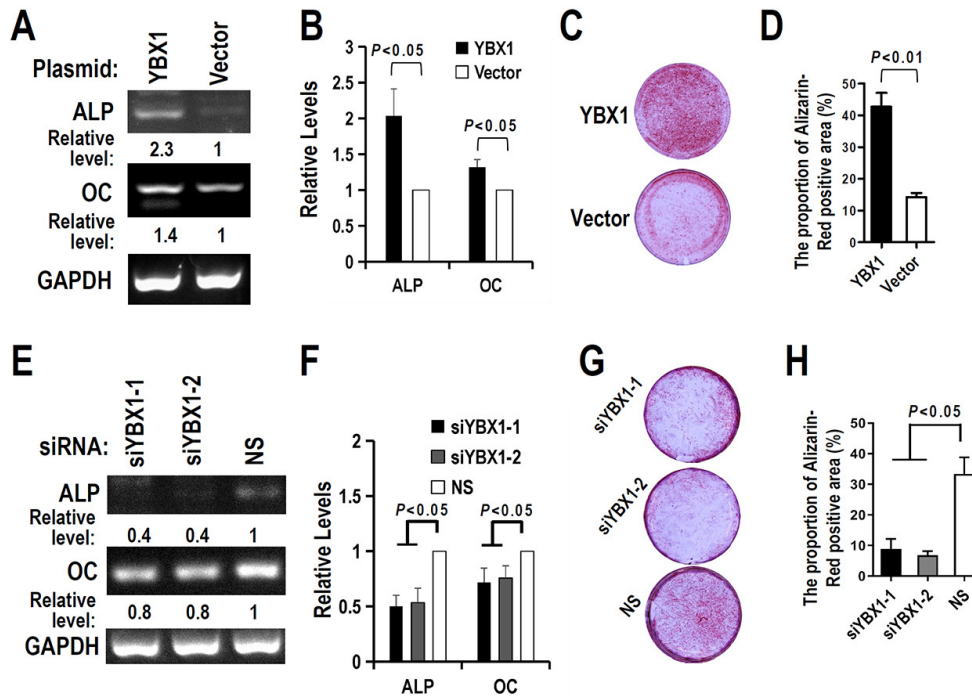 A
Plasmid:
YBX1
Vector
ALP
Relative
level:
2.3 1
OC
Relative
level:
1.4 1
GAPDH
B
Relative Levels
3
2.5
2
1.5
1
0.5
0
P<0.05
P<0.05
YBX1
Vector
ALP OC
C
YBX1
Vector
D
The proportion of Alizarin-
Red positive area (%)
50
40
30
20
10
0
P<0.01
YBX1
Vector
E
siRNA:
siYBX1-1
siYBX1-2
NS
ALP
Relative
level:
0.4 0.4 1
OC
Relative
level:
0.8 0.8 1
GAPDH
F
Relative Levels
2
1.5
1
0.5
0
siYBX1-1
siYBX1-2
NS
P<0.05
P<0.05
ALP OC
G
siYBX1-1
siYBX1-2
NS
H
The proportion of Alizarin-
Red positive area (%)
50
40
30
20
10
0
P<0.05
siYBX1-1
siYBX1-2
NS